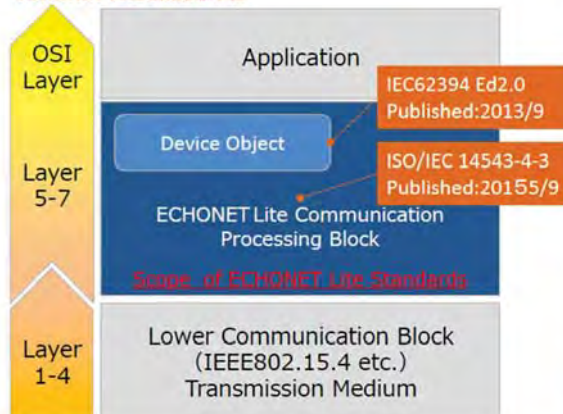 OSI
Layer
Application
IEC62394 Ed2.0
Published:2013/9
Device Object
ISO/IEC 14543-4-3
Published:20155/9
Layer
5-7
ECHONET Lite Communication
Processing Block
Scope of ECHONET Lite Standards
Layer
1-4
Lower Communication Block
(IEEE802.15.4 etc.)
Transmission Medium